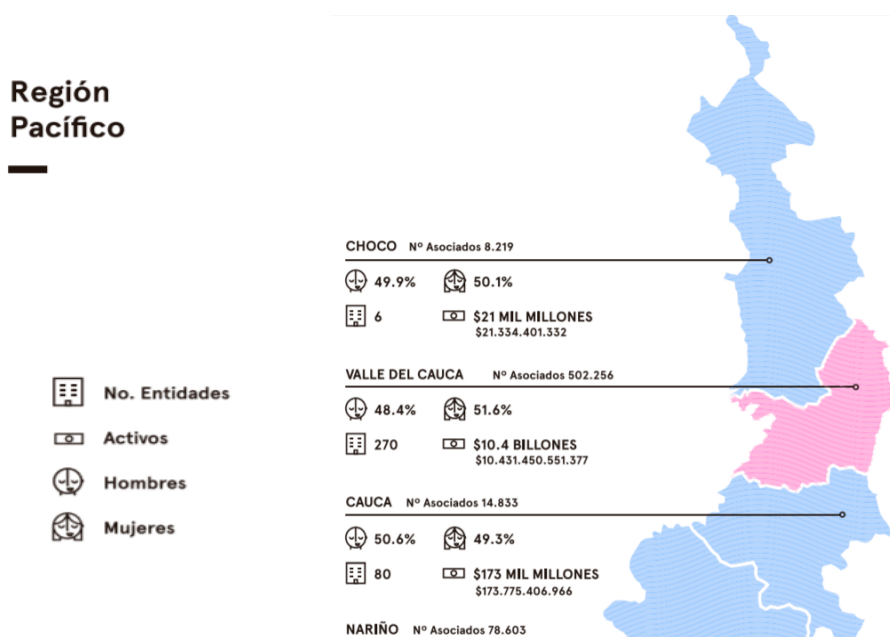 Región
Pacífico
CHOCO Nº Asociados 8.219
49.9% 50.1%
6 $21 MIL MILLONES
$21.334.401.332
VALLE DEL CAUCA Nº Asociados 502.256
48.4% 51.6%
270 $10.4 BILLONES
$10.431.450.551.377
CAUCA Nº Asociados 14.833
50.6% 49.3%
80 $173 MIL MILLONES
$173.775.406.966
NARIÑO Nº Asociados 78.603
No. Entidades
Activos
Hombres
Mujeres